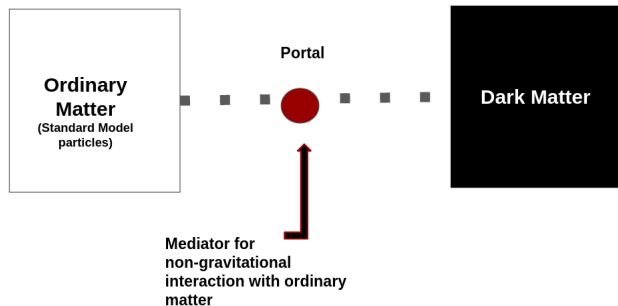 Portal
Ordinary
Matter
(Standard Model
particles)
Dark Matter
Mediator for
non-gravitational
interaction with ordinary
matter